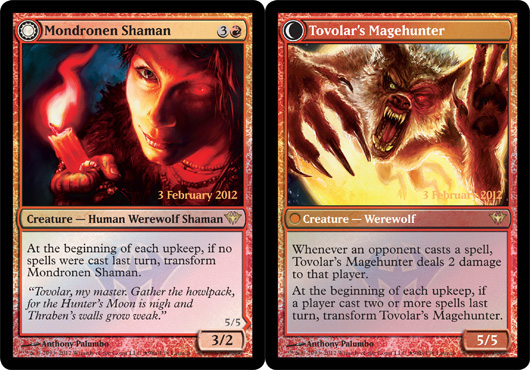 Mondronen Shaman
3
3 February 2012
Creature — Human Werewolf Shaman
At the beginning of each upkeep, if no
spells were cast last turn, transform
Mondronen Shaman.
“Tovolar, my master. Gather the howlpack,
for the Hunter’s Moon is nigh and
Thraben’s walls grow weak.”
5/5
Anthony Palumbo
3/2
Tovolar’s Magehunter
3 February 2012
Creature — Werewolf
Whenever an opponent casts a spell,
Tovolar’s Magehunter deals 2 damage
to that player.
At the beginning of each upkeep, if
a player cast two or more spells last
turn, transform Tovolar’s Magehunter.
Anthony Palumbo
5/5